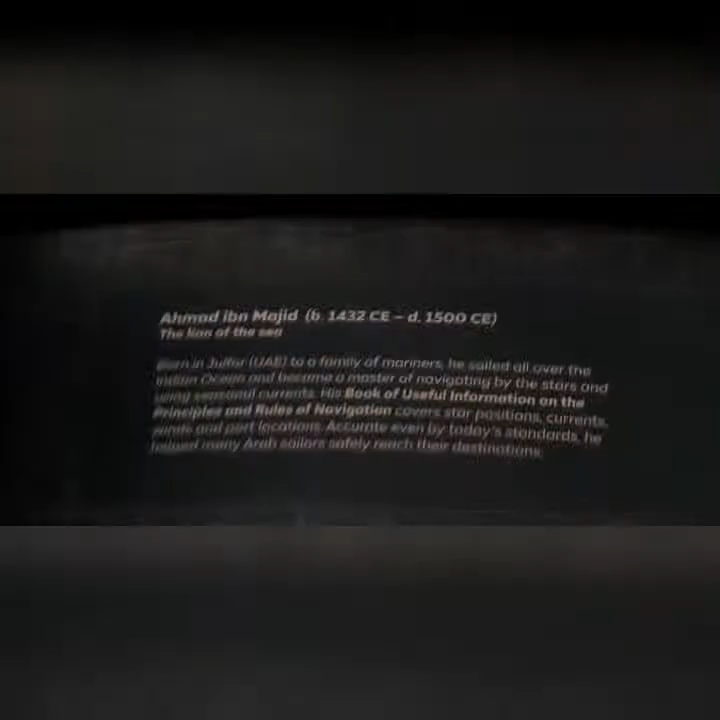 Ahmad ibn Majid (b. 1432 CE – d. 1500 CE)
The lion of the sea
Born in Julfar (UAE) to a family of mariners, he sailed all over the
Indian Ocean and became a master of navigating by the stars and
using seasonal currents. His Book of Useful Information on the
Principles and Rules of Navigation covers star positions, currents,
winds and port locations. Accurate even by today's standards, he
helped many Arab sailors safely reach their destinations.